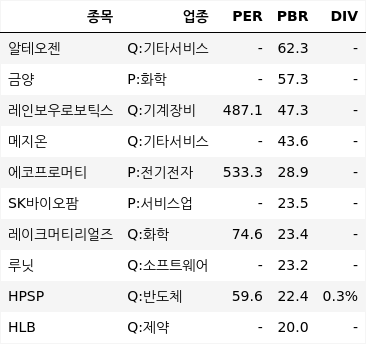 종목 업종 PER PBR DIV
알테오젠 Q:기타서비스 - 62.3 -
금양 P:화학 - 57.3 -
레인보우로보틱스 Q:기계장비 487.1 47.3 -
메지온 Q:기타서비스 - 43.6 -
에코프로머티 P:전기전자 533.3 28.9 -
SK바이오팜 P:서비스업 - 23.5 -
레이크머티리얼즈 Q:화학 74.6 23.4 -
루닛 Q:소프트웨어 - 23.2 -
HPSP Q:반도체 59.6 22.4 0.3%
HLB Q:제약 - 20.0 -